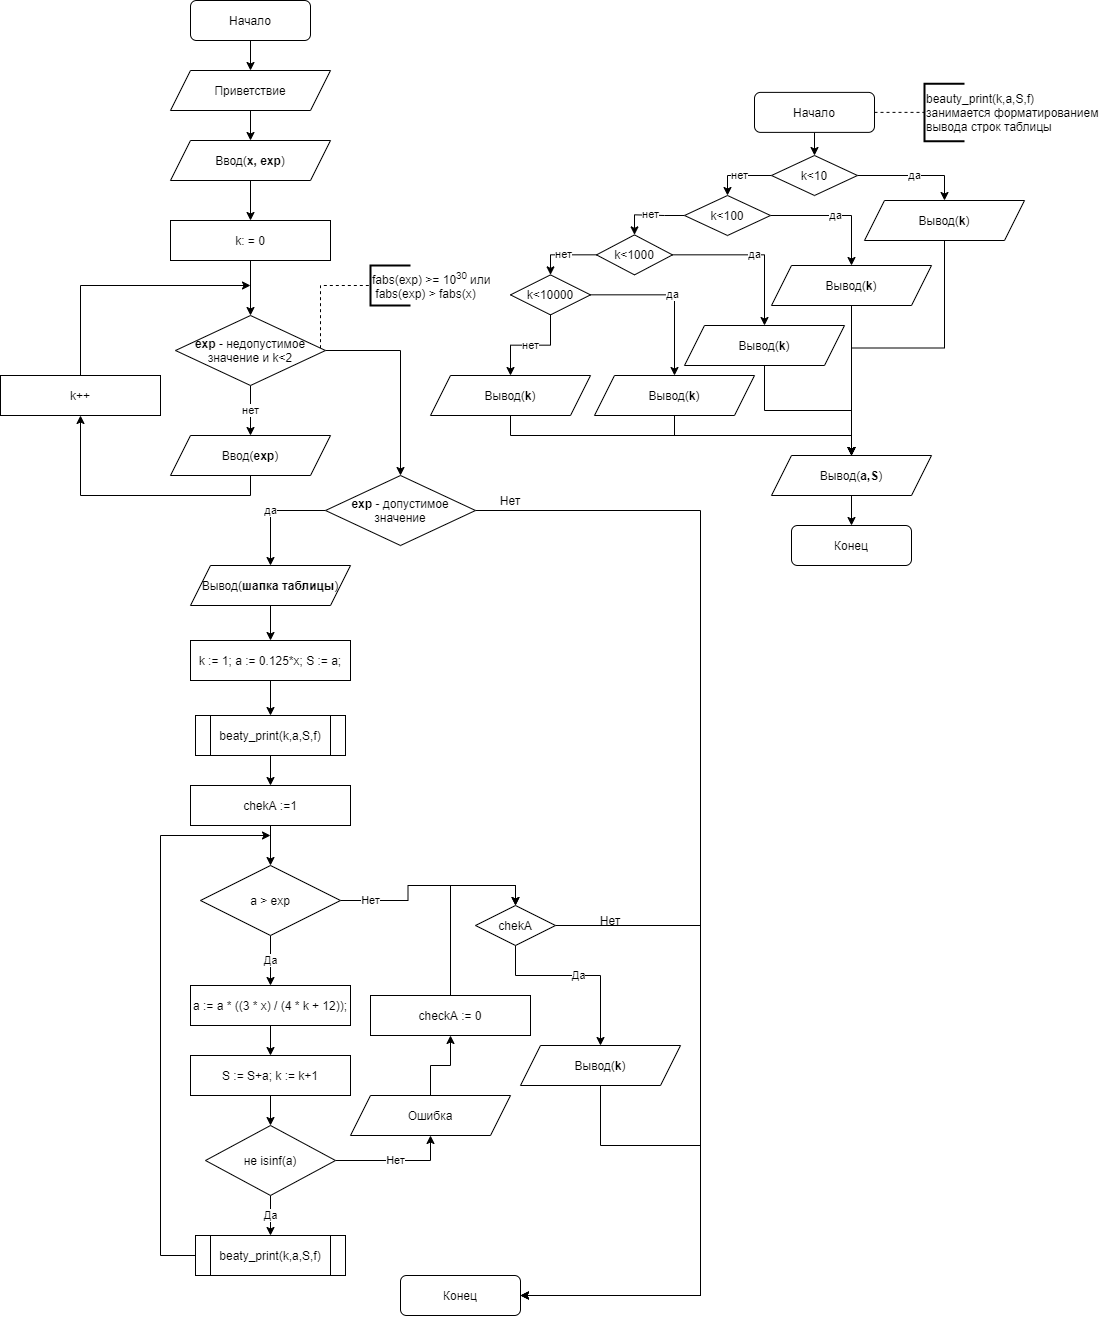 Начало
Приветствие
Ввод(x, exp)
k: = 0
fabs(exp) >= 10³⁰ или
fabs(exp) > fabs(x)
exp - недопустимое
значение и k<2
k++
нет
Ввод(exp)
exp - допустимое
значение
да
Нет
Вывод(шапка таблицы)
k := 1; a := 0.125*x; S := a;
beaty_print(k,a,S,f)
chekA :=1
a > exp
Нет
Да
chekA
Нет
Да
a := a * ((3 * x) / (4 * k + 12));
checkA := 0
S := S+a; k := k+1
Вывод(k)
Ошибка
не isinf(a)
Нет
Да
beaty_print(k,a,S,f)
Конец
Начало
beauty_print(k,a,S,f)
занимается форматированием
вывода строк таблицы
k<10
нет
да
Вывод(k)
k<100
нет
да
Вывод(k)
k<1000
нет
да
Вывод(k)
k<10000
нет
да
Вывод(k)
Вывод(k)
Вывод(a,S)
Конец